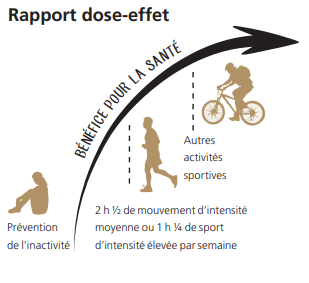 Rapport dose-effet
BÉNÉFICE POUR LA SANTÉ
Autres
activités
sportives
Prévention
de l'inactivité
2 h ½ de mouvement d'intensité
moyenne ou 1 h ¼ de sport
d'intensité élevée par semaine